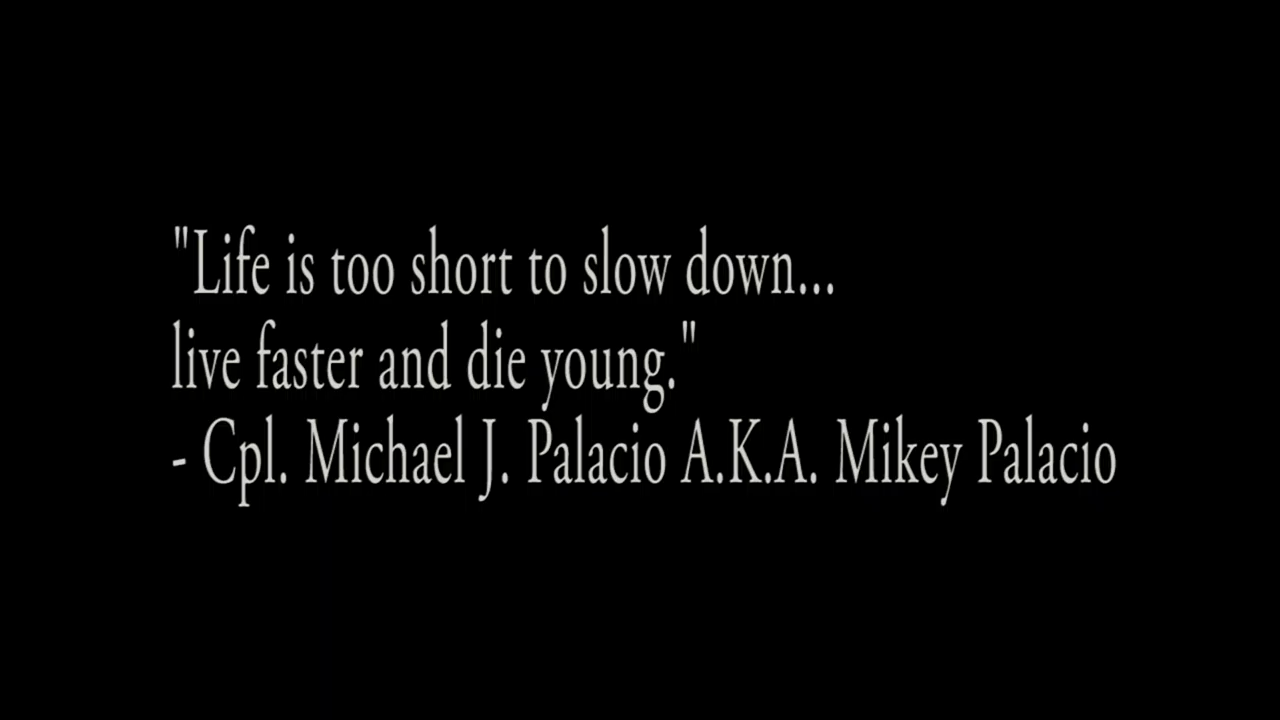 "Life is too short to slow down...
live faster and die young."
- Cpl. Michael J. Palacio A.K.A. Mikey Palacio